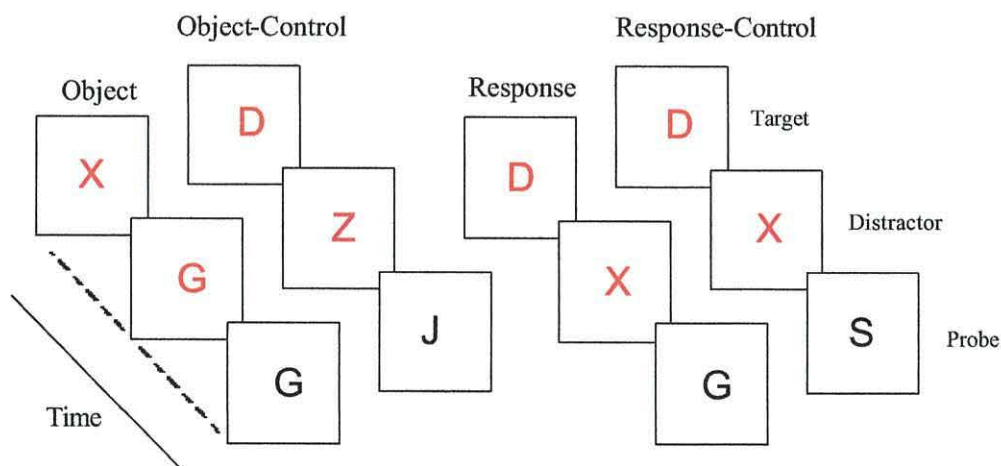 Object-Control
Response-Control
Object
Response
X
G
G
D
Z
J
D
X
G
D
X
S
Target
Distractor
Probe
Time